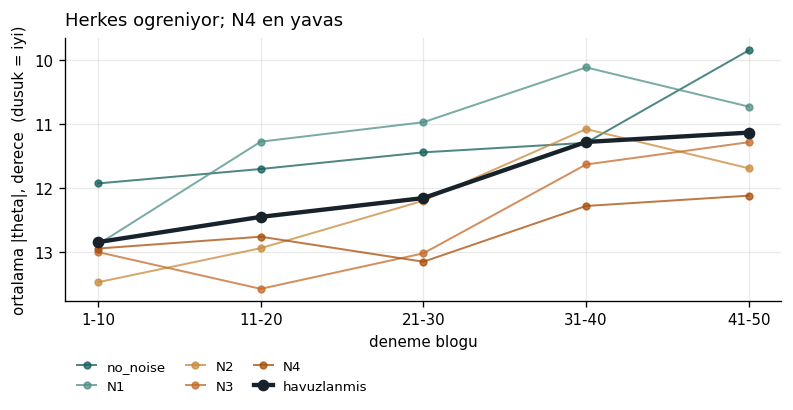 Herkes ogreniyor; N4 en yavas
ortalama |theta|, derece  (dusuk = iyi)
10
11
12
13
1-10
11-20
21-30
31-40
41-50
deneme blogu
no_noise
N1
N2
N3
N4
havuzlanmis